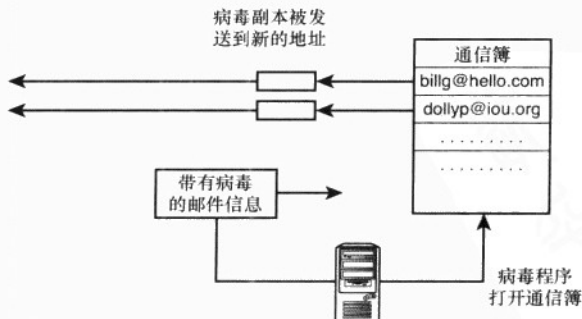 病毒副本被发
送到新的地址
通信簿
billg@hello.com
dollyp@iou.org
. . . . . . . . .
. . . . . . . . .
带有病毒
的邮件信息
病毒程序
打开通信簿